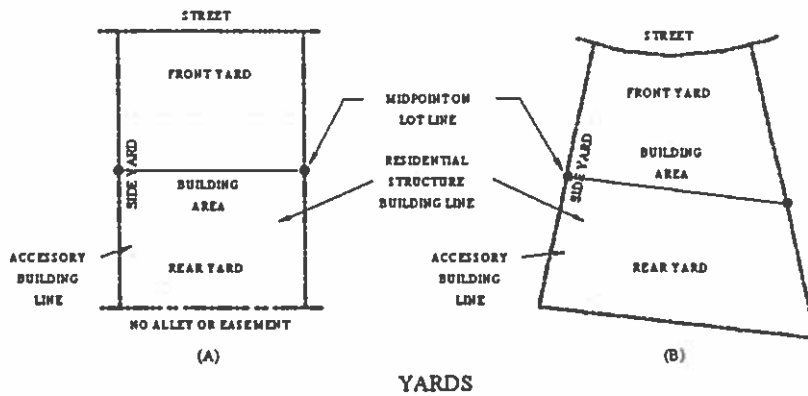 STREET
FRONT YARD
SIDE YARD
BUILDING
AREA
ACCESSORY
BUILDING
LINE
REAR YARD
NO ALLEY OR EASEMENT
(A)
MIDPOINT ON
LOT LINE
RESIDENTIAL
STRUCTURE
BUILDING LINE
STREET
FRONT YARD
SIDE YARD
BUILDING
AREA
ACCESSORY
BUILDING
LINE
REAR YARD
(B)
YARDS